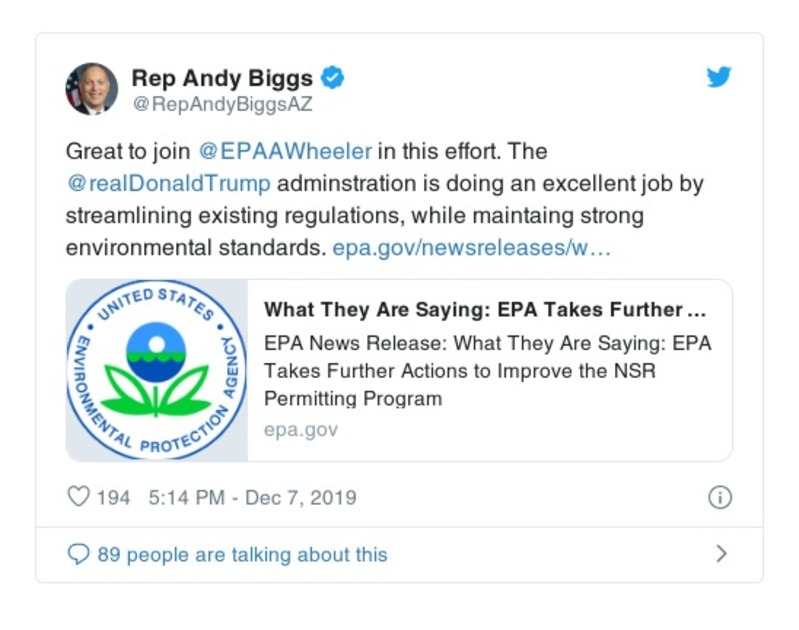 Rep Andy Biggs
@RepAndyBiggsAZ
Great to join @EPAAWheeler in this effort. The
@realDonaldTrump adminstration is doing an excellent job by
streamlining existing regulations, while maintaing strong
environmental standards. epa.gov/newsreleases/w…
UNITED STATES
ENVIRONMENTAL PROTECTION AGENCY
What They Are Saying: EPA Takes Further ...
EPA News Release: What They Are Saying: EPA
Takes Further Actions to Improve the NSR
Permitting Program
epa.gov
194 5:14 PM - Dec 7, 2019
89 people are talking about this